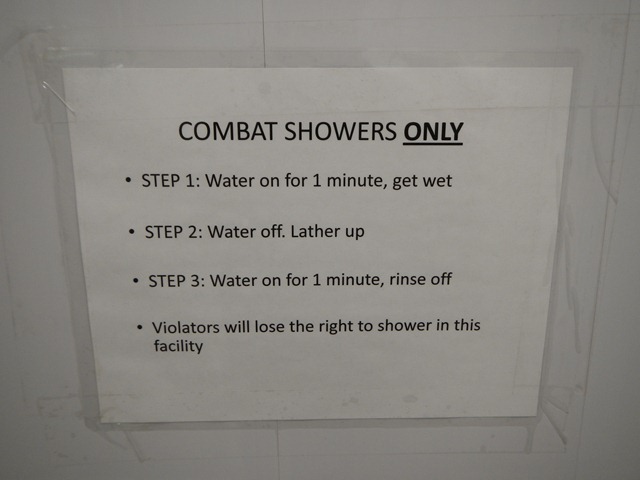 COMBAT SHOWERS ONLY
• STEP 1: Water on for 1 minute, get wet
• STEP 2: Water off. Lather up
• STEP 3: Water on for 1 minute, rinse off
• Violators will lose the right to shower in this
facility